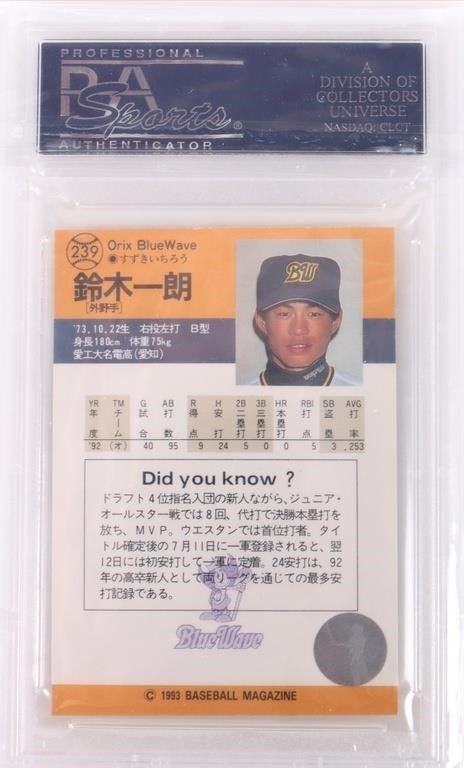 PROFESSIONAL
PSA
Sports®
AUTHENTICATOR
A
DIVISION OF
COLLECTORS
UNIVERSE
NASDAQ: CLCT
239
Orix BlueWave
●すずきいちろう
鈴木一朗
[外野手]
'73.10.22生 右投左打 B型
身長180cm 体重75kg
愛工大名電高(愛知)
BW
YR TM G AB R H 2B 3B HR RBI SB AVG
年度 チーム 試合 打数 得点 安打 二塁打 三塁打 本塁打 打点 盗塁 打率
'92 (オ) 40 95 9 24 5 0 0 5 3 .253
Did you know ?
ドラフト4位指名入団の新人ながら、ジュニア・
オールスター戦では8回、代打で決勝本塁打を
放ち、MVP。ウエスタンでは首位打者。タイ
トル確定後の7月11日に一軍登録されると、翌
12日には初安打して一軍に定着。24安打は、92
年の高卒新人として両リーグを通じての最多安
打記録である。
BlueWave
© 1993 BASEBALL MAGAZINE